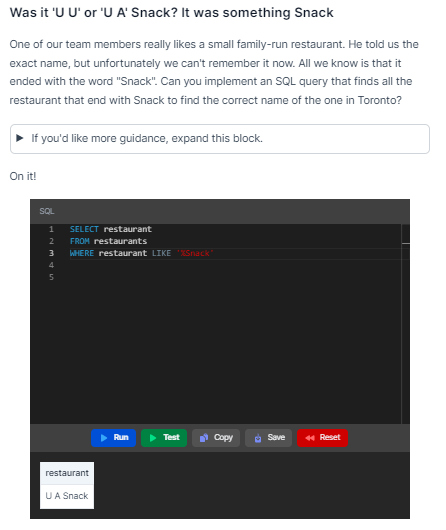 Was it 'U U' or 'U A' Snack? It was something Snack
One of our team members really likes a small family-run restaurant. He told us the
exact name, but unfortunately we can't remember it now. All we know is that it
ended with the word "Snack". Can you implement an SQL query that finds all the
restaurant that end with Snack to find the correct name of the one in Toronto?
If you'd like more guidance, expand this block.
On it!
SQL
1 SELECT restaurant
2 FROM restaurants
3 WHERE restaurant LIKE '%Snack'
4
5
Run Test Copy Save Reset
restaurant
U A Snack